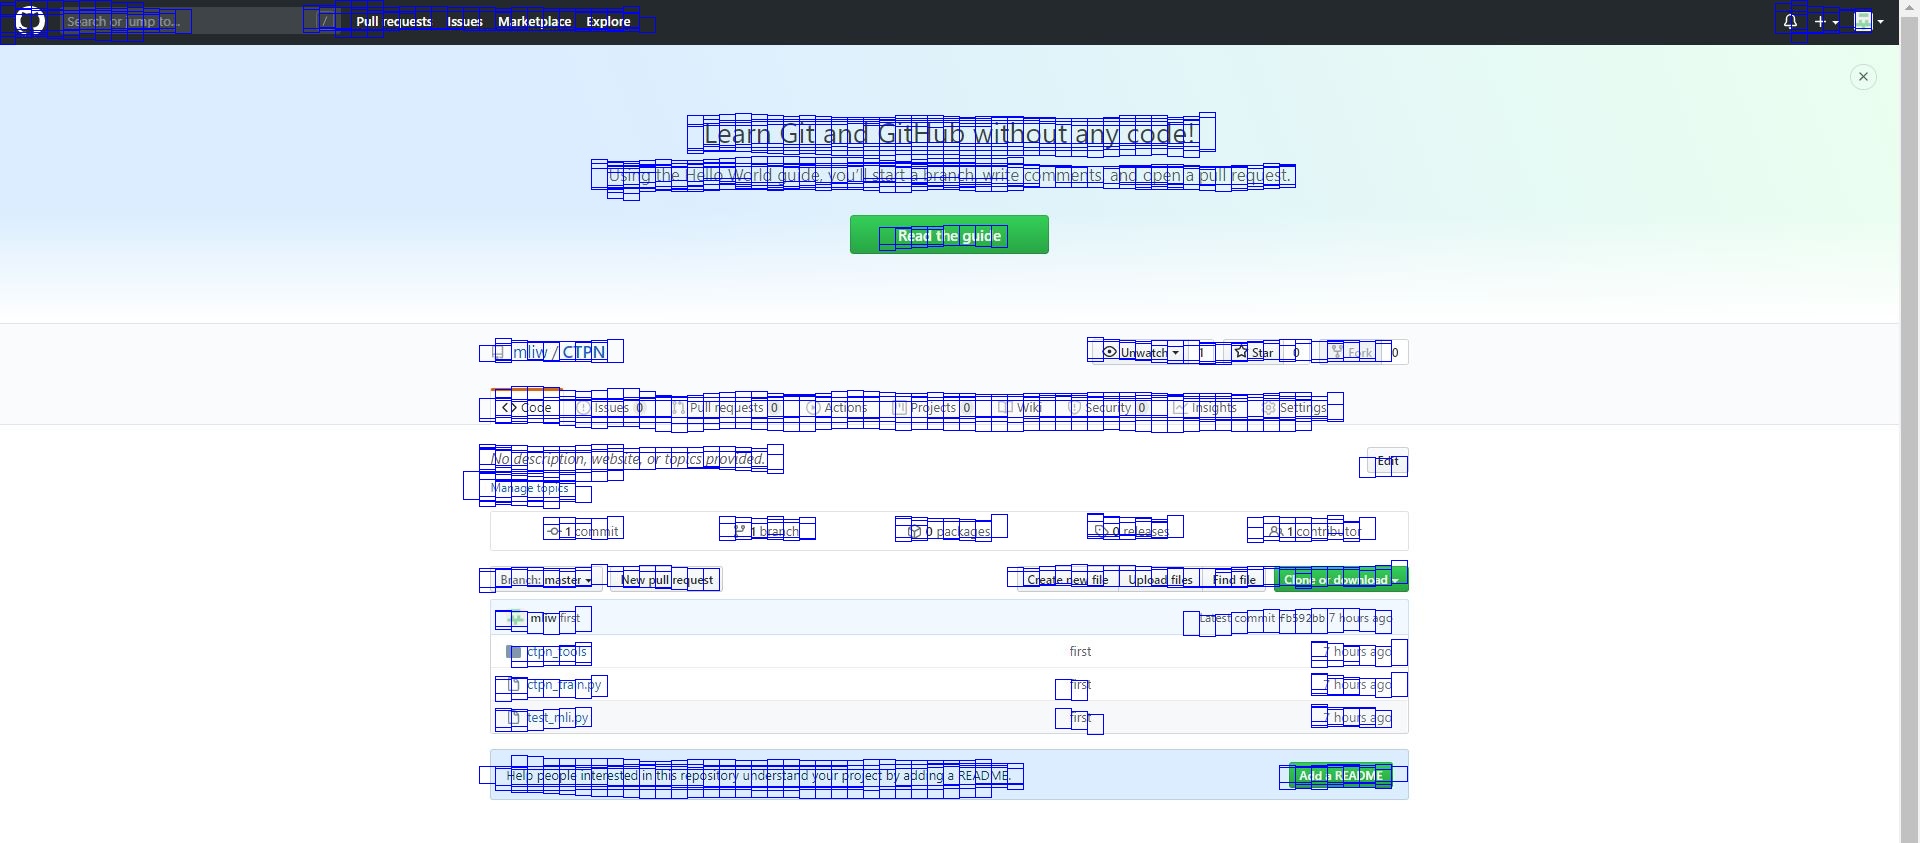 Search or jump to... / Pull requests Issues Marketplace Explore
Learn Git and GitHub without any code!
Using the Hello World guide, you'll start a branch, write comments, and open a pull request.
Read the guide
mliw / CTPN Unwatch 1 Star 0 Fork 0
Code Issues 0 Pull requests 0 Actions Projects 0 Wiki Security 0 Insights Settings
No description, website, or topics provided. Edit
Manage topics
1 commit 1 branch 0 packages 0 releases 1 contributor
Branch: master New pull request Create new file Upload files Find file Clone or download
mliw first Latest commit fb592bb 7 hours ago
ctpn_tools first 7 hours ago
ctpn_train.py first 7 hours ago
test_mli.py first 7 hours ago
Help people interested in this repository understand your project by adding a README. Add a README